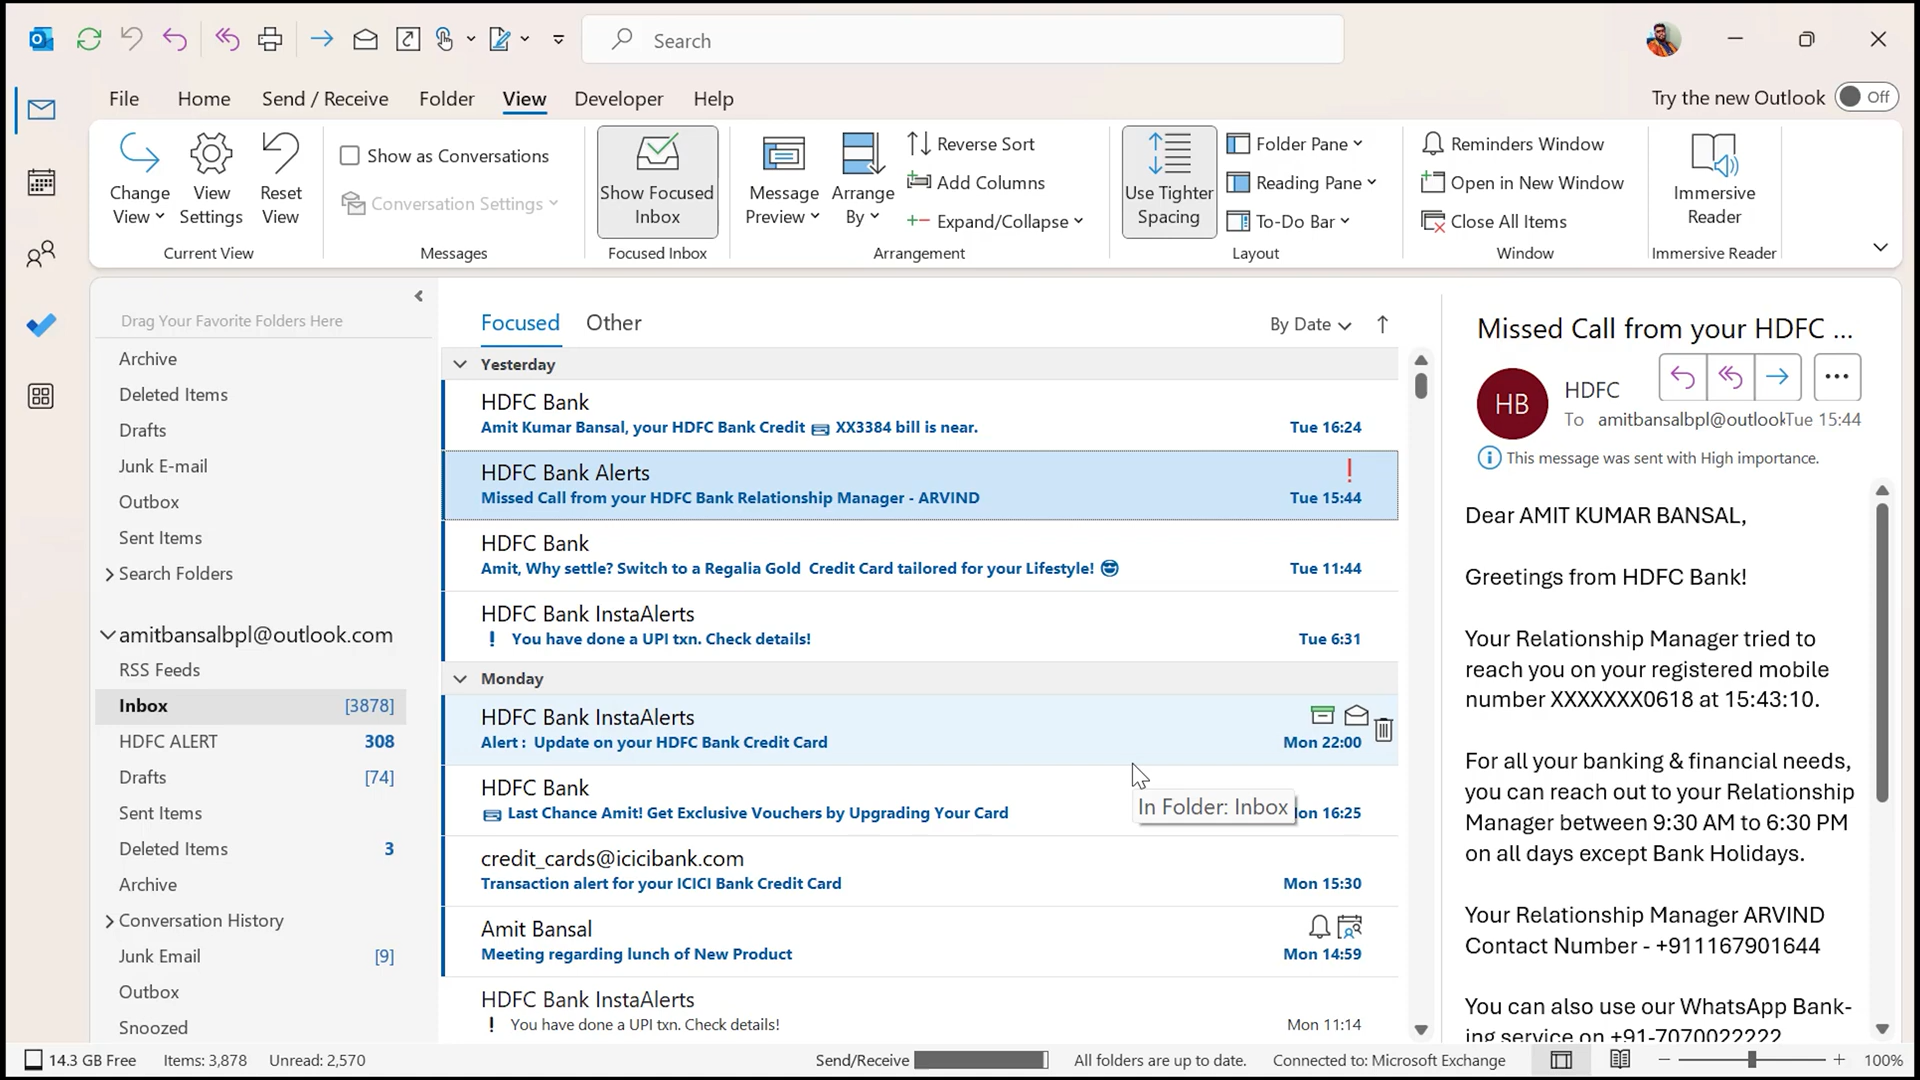 Search
File Home Send / Receive Folder View Developer Help
Try the new Outlook Off
Change View
View Settings
Reset View
Current View
Show as Conversations
Conversation Settings
Messages
Show Focused Inbox
Focused Inbox
Message Preview
Arrange By
Reverse Sort
Add Columns
Expand/Collapse
Arrangement
Use Tighter Spacing
Folder Pane
Reading Pane
To-Do Bar
Layout
Reminders Window
Open in New Window
Close All Items
Window
Immersive Reader
Immersive Reader
Drag Your Favorite Folders Here
Archive
Deleted Items
Drafts
Junk E-mail
Outbox
Sent Items
Search Folders
amitbansalbpl@outlook.com
RSS Feeds
Inbox [3878]
HDFC ALERT 308
Drafts [74]
Sent Items
Deleted Items 3
Archive
Conversation History
Junk Email [9]
Outbox
Snoozed
Focused Other
By Date
Yesterday
HDFC Bank
Amit Kumar Bansal, your HDFC Bank Credit XX3384 bill is near. Tue 16:24
HDFC Bank Alerts
Missed Call from your HDFC Bank Relationship Manager - ARVIND Tue 15:44
HDFC Bank
Amit, Why settle? Switch to a Regalia Gold Credit Card tailored for your Lifestyle! 😎 Tue 11:44
HDFC Bank InstaAlerts
❗ You have done a UPI txn. Check details! Tue 6:31
Monday
HDFC Bank InstaAlerts
Alert : Update on your HDFC Bank Credit Card Mon 22:00
HDFC Bank
Last Chance Amit! Get Exclusive Vouchers by Upgrading Your Card on 16:25
In Folder: Inbox
credit_cards@icicibank.com
Transaction alert for your ICICI Bank Credit Card Mon 15:30
Amit Bansal
Meeting regarding lunch of New Product Mon 14:59
HDFC Bank InstaAlerts
❗ You have done a UPI txn. Check details! Mon 11:14
Missed Call from your HDFC ...
HB
HDFC
To amitbansalbpl@outlook Tue 15:44
This message was sent with High importance.
Dear AMIT KUMAR BANSAL,
Greetings from HDFC Bank!
Your Relationship Manager tried to
reach you on your registered mobile
number XXXXXXX0618 at 15:43:10.
For all your banking & financial needs,
you can reach out to your Relationship
Manager between 9:30 AM to 6:30 PM
on all days except Bank Holidays.
Your Relationship Manager ARVIND
Contact Number - +911167901644
You can also use our WhatsApp Bank-
ing service on +91-7070022222
14.3 GB Free Items: 3,878 Unread: 2,570
Send/Receive All folders are up to date. Connected to: Microsoft Exchange 100%